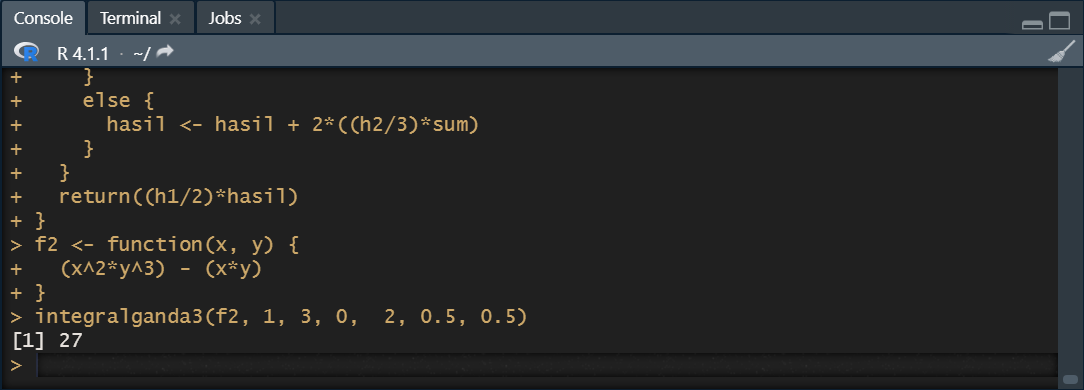 Console Terminal Jobs
R 4.1.1 · ~/
+     }
+     else {
+       hasil <- hasil + 2*((h2/3)*sum)
+     }
+   }
+   return((h1/2)*hasil)
+ }
> f2 <- function(x, y) {
+   (x^2*y^3) - (x*y)
+ }
> integralganda3(f2, 1, 3, 0,  2, 0.5, 0.5)
[1] 27
>